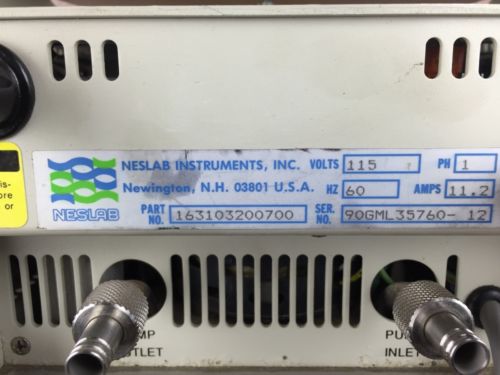 NESLAB INSTRUMENTS, INC. VOLTS 115 PH 1
Newington, N.H. 03801 U.S.A. HZ 60 AMPS 11.2
PART NO. 163103200700 SER. NO. 90GML35760- 12
NESLAB
or
INLET